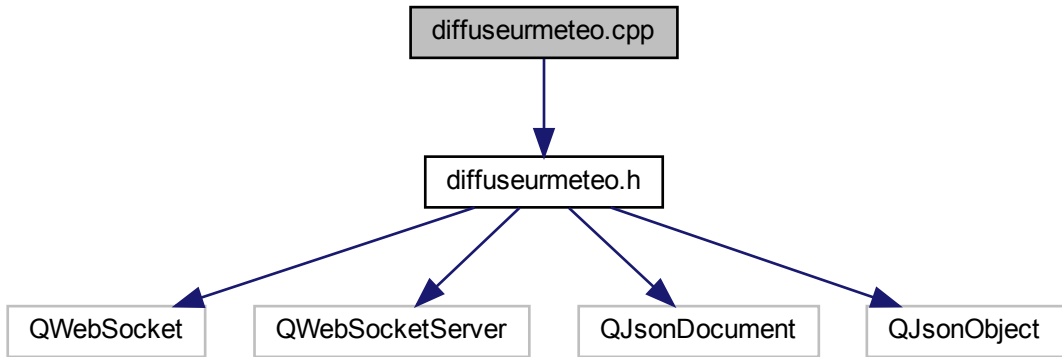 diffuseurmeteo.cpp
diffuseurmeteo.h
QWebSocket
QWebSocketServer
QJsonDocument
QJsonObject